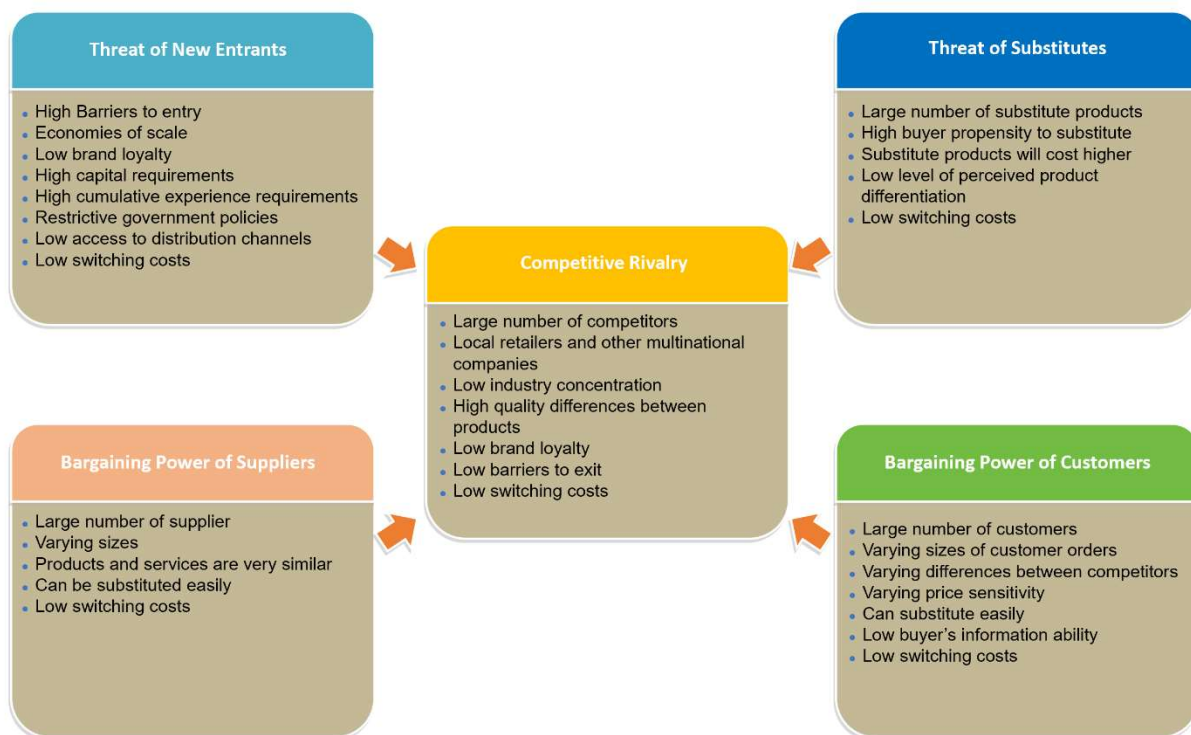 Threat of New Entrants
High Barriers to entry
Economies of scale
Low brand loyalty
High capital requirements
High cumulative experience requirements
Restrictive government policies
Low access to distribution channels
Low switching costs
Threat of Substitutes
Large number of substitute products
High buyer propensity to substitute
Substitute products will cost higher
Low level of perceived product
differentiation
Low switching costs
Competitive Rivalry
Large number of competitors
Local retailers and other multinational
companies
Low industry concentration
High quality differences between
products
Low brand loyalty
Low barriers to exit
Low switching costs
Bargaining Power of Suppliers
Large number of supplier
Varying sizes
Products and services are very similar
Can be substituted easily
Low switching costs
Bargaining Power of Customers
Large number of customers
Varying sizes of customer orders
Varying differences between competitors
Varying price sensitivity
Can substitute easily
Low buyer’s information ability
Low switching costs